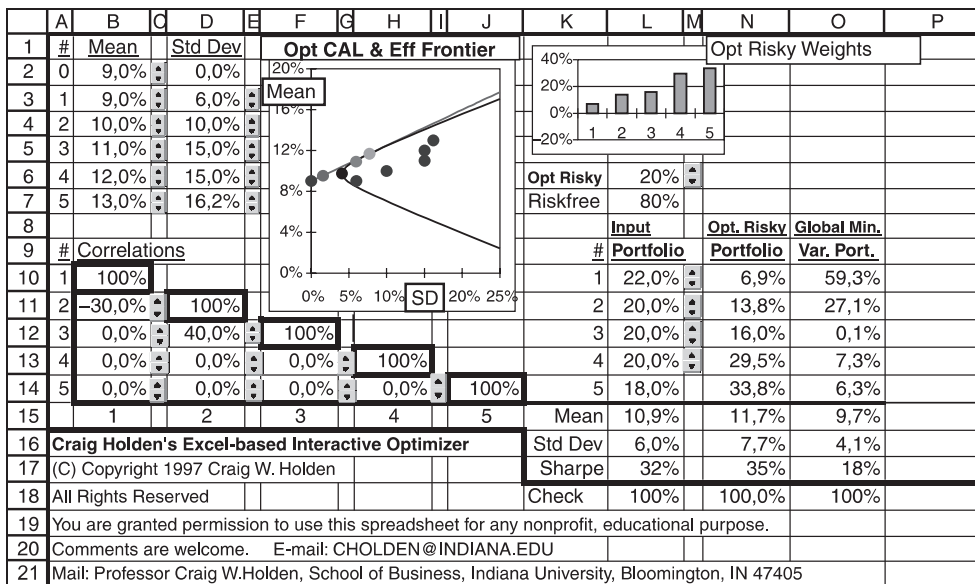 A B C D E F G H I J K L M N O P
1 # Mean Std Dev Opt CAL & Eff Frontier Opt Risky Weights
2 0 9,0% 0,0%
3 1 9,0% 6,0%
4 2 10,0% 10,0%
5 3 11,0% 15,0%
6 4 12,0% 15,0% Opt Risky 20%
7 5 13,0% 16,2% Riskfree 80%
20%
Mean
16%
12%
8%
4%
0%
0% 5% 10% SD 20% 25%
40%
20%
0%
–20%
1 2 3 4 5
8 Input Opt. Risky Global Min.
9 # Correlations # Portfolio Portfolio Var. Port.
10 1 100% 1 22,0% 6,9% 59,3%
11 2 –30,0% 100% 2 20,0% 13,8% 27,1%
12 3 0,0% 40,0% 100% 3 20,0% 16,0% 0,1%
13 4 0,0% 0,0% 0,0% 100% 4 20,0% 29,5% 7,3%
14 5 0,0% 0,0% 0,0% 0,0% 100% 5 18,0% 33,8% 6,3%
15 1 2 3 4 5 Mean 10,9% 11,7% 9,7%
16 Craig Holden's Excel-based Interactive Optimizer Std Dev 6,0% 7,7% 4,1%
17 (C) Copyright 1997 Craig W. Holden Sharpe 32% 35% 18%
18 All Rights Reserved Check 100% 100,0% 100%
19 You are granted permission to use this spreadsheet for any nonprofit, educational purpose.
20 Comments are welcome. E-mail: CHOLDEN@INDIANA.EDU
21 Mail: Professor Craig W.Holden, School of Business, Indiana University, Bloomington, IN 47405